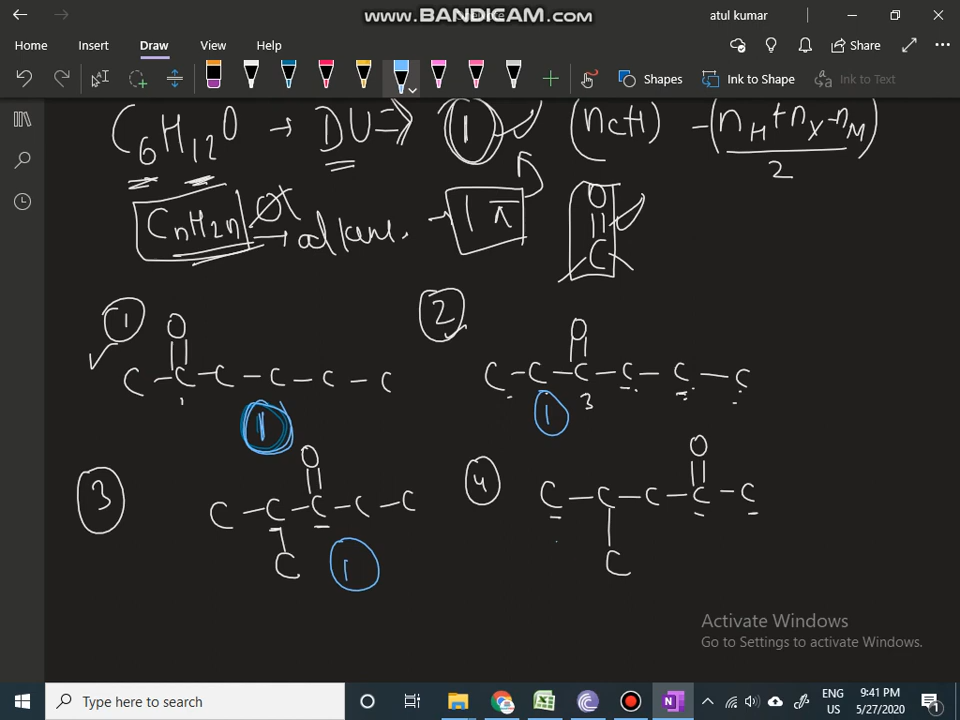 www.BANDICAM.com
atul kumar
Home Insert Draw View Help
Share
Shapes Ink to Shape Ink to Text
C6H12O → DU ⇒ 1 (nC+1) - (nH + nX - nM)
2
CnH2n → alkene. 1 π
O
C
1
O
C - C - C - C - C - C
1
1
2
O
C - C - C - C - C - C
3
1
3
O
C - C - C - C - C
C
1
4
O
C - C - C - C - C
C
Activate Windows
Go to Settings to activate Windows.
Type here to search
ENG
US
9:41 PM
5/27/2020
1